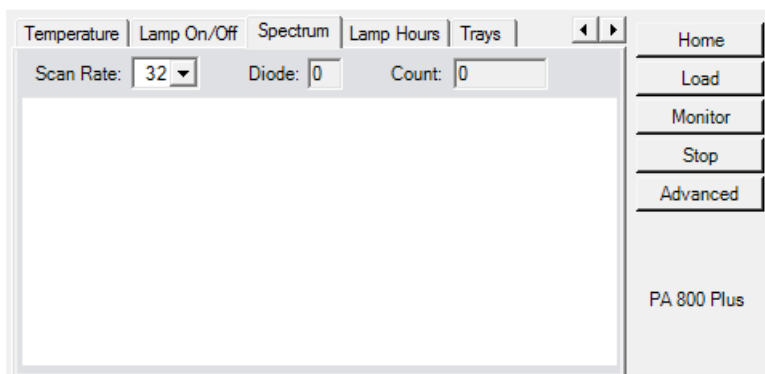 Temperature Lamp On/Off Spectrum Lamp Hours Trays
Scan Rate: 32 Diode: 0 Count: 0
Home
Load
Monitor
Stop
Advanced
PA 800 Plus